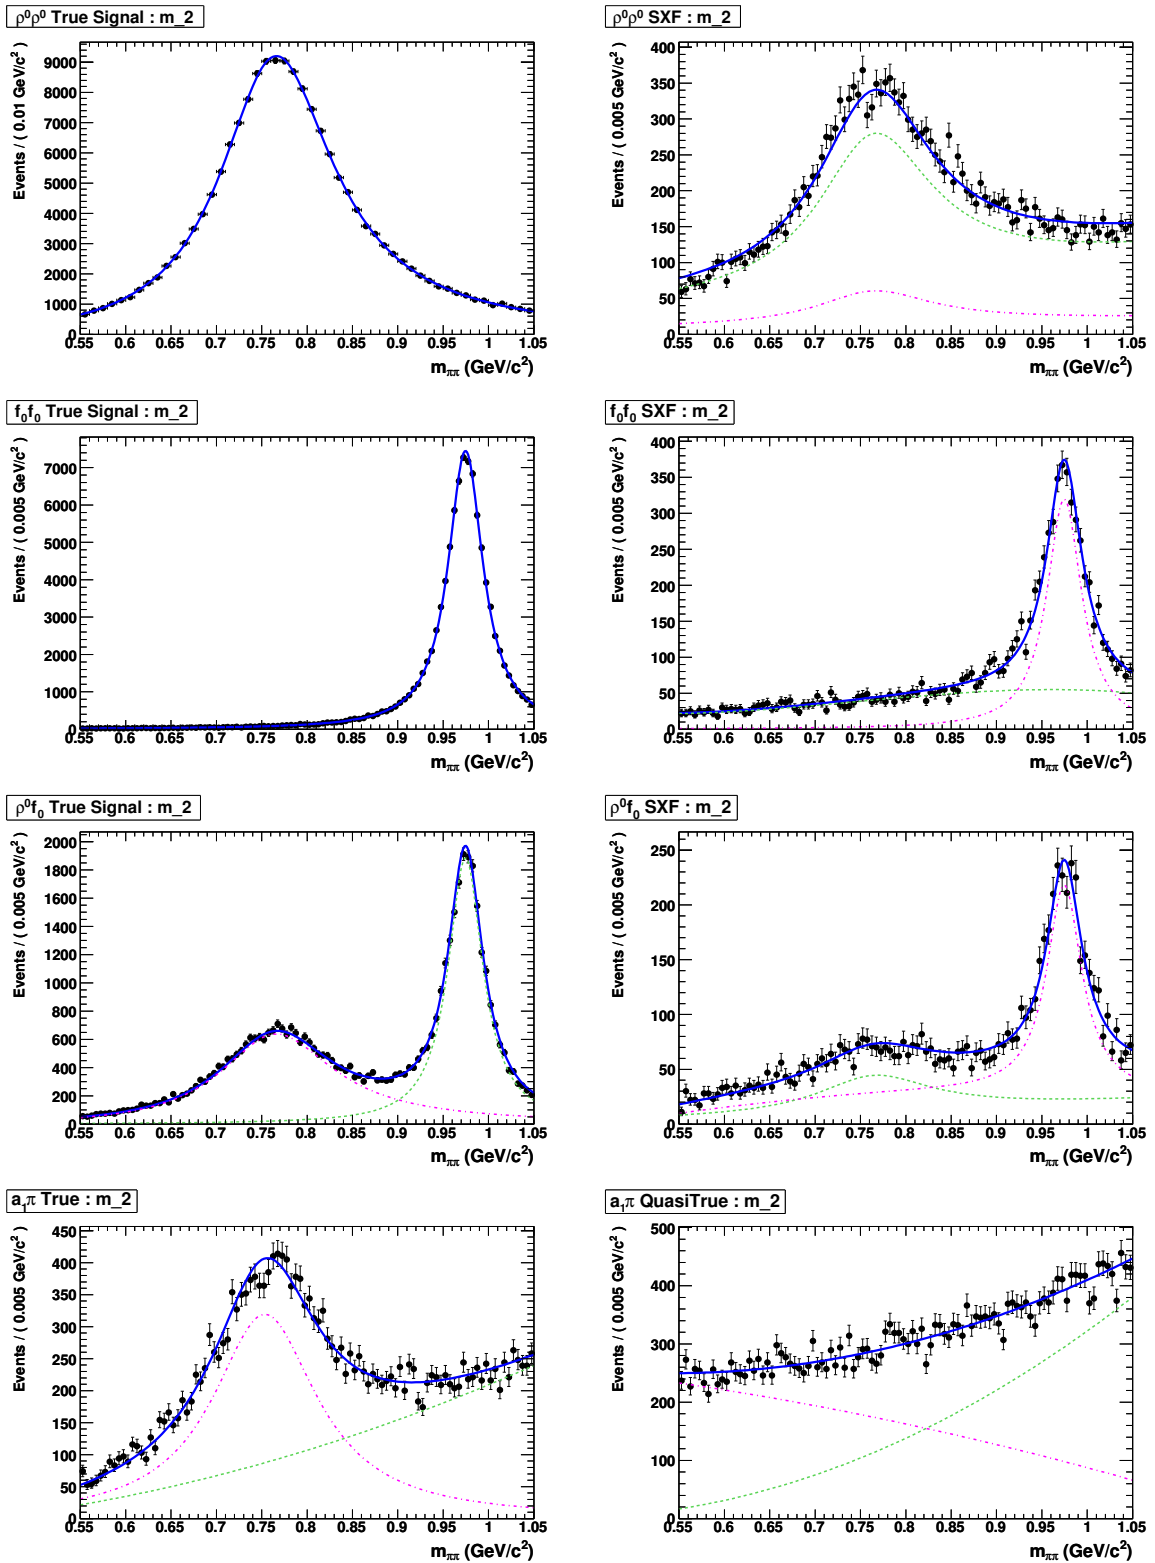 ρ⁰ρ⁰ True Signal : m_2
Events / ( 0.01 GeV/c² )
9000
8000
7000
6000
5000
4000
3000
2000
1000
0
0.55 0.6 0.65 0.7 0.75 0.8 0.85 0.9 0.95 1 1.05
m_ππ (GeV/c²)
ρ⁰ρ⁰ SXF : m_2
Events / ( 0.005 GeV/c² )
400
350
300
250
200
150
100
50
0
0.55 0.6 0.65 0.7 0.75 0.8 0.85 0.9 0.95 1 1.05
m_ππ (GeV/c²)
f₀f₀ True Signal : m_2
Events / ( 0.005 GeV/c² )
7000
6000
5000
4000
3000
2000
1000
0
0.55 0.6 0.65 0.7 0.75 0.8 0.85 0.9 0.95 1 1.05
m_ππ (GeV/c²)
f₀f₀ SXF : m_2
Events / ( 0.005 GeV/c² )
400
350
300
250
200
150
100
50
0
0.55 0.6 0.65 0.7 0.75 0.8 0.85 0.9 0.95 1 1.05
m_ππ (GeV/c²)
ρ⁰f₀ True Signal : m_2
Events / ( 0.005 GeV/c² )
2000
1800
1600
1400
1200
1000
800
600
400
200
0
0.55 0.6 0.65 0.7 0.75 0.8 0.85 0.9 0.95 1 1.05
m_ππ (GeV/c²)
ρ⁰f₀ SXF : m_2
Events / ( 0.005 GeV/c² )
250
200
150
100
50
0
0.55 0.6 0.65 0.7 0.75 0.8 0.85 0.9 0.95 1 1.05
m_ππ (GeV/c²)
a₁π True : m_2
Events / ( 0.005 GeV/c² )
450
400
350
300
250
200
150
100
50
0
0.55 0.6 0.65 0.7 0.75 0.8 0.85 0.9 0.95 1 1.05
m_ππ (GeV/c²)
a₁π QuasiTrue : m_2
Events / ( 0.005 GeV/c² )
500
400
300
200
100
0
0.55 0.6 0.65 0.7 0.75 0.8 0.85 0.9 0.95 1 1.05
m_ππ (GeV/c²)